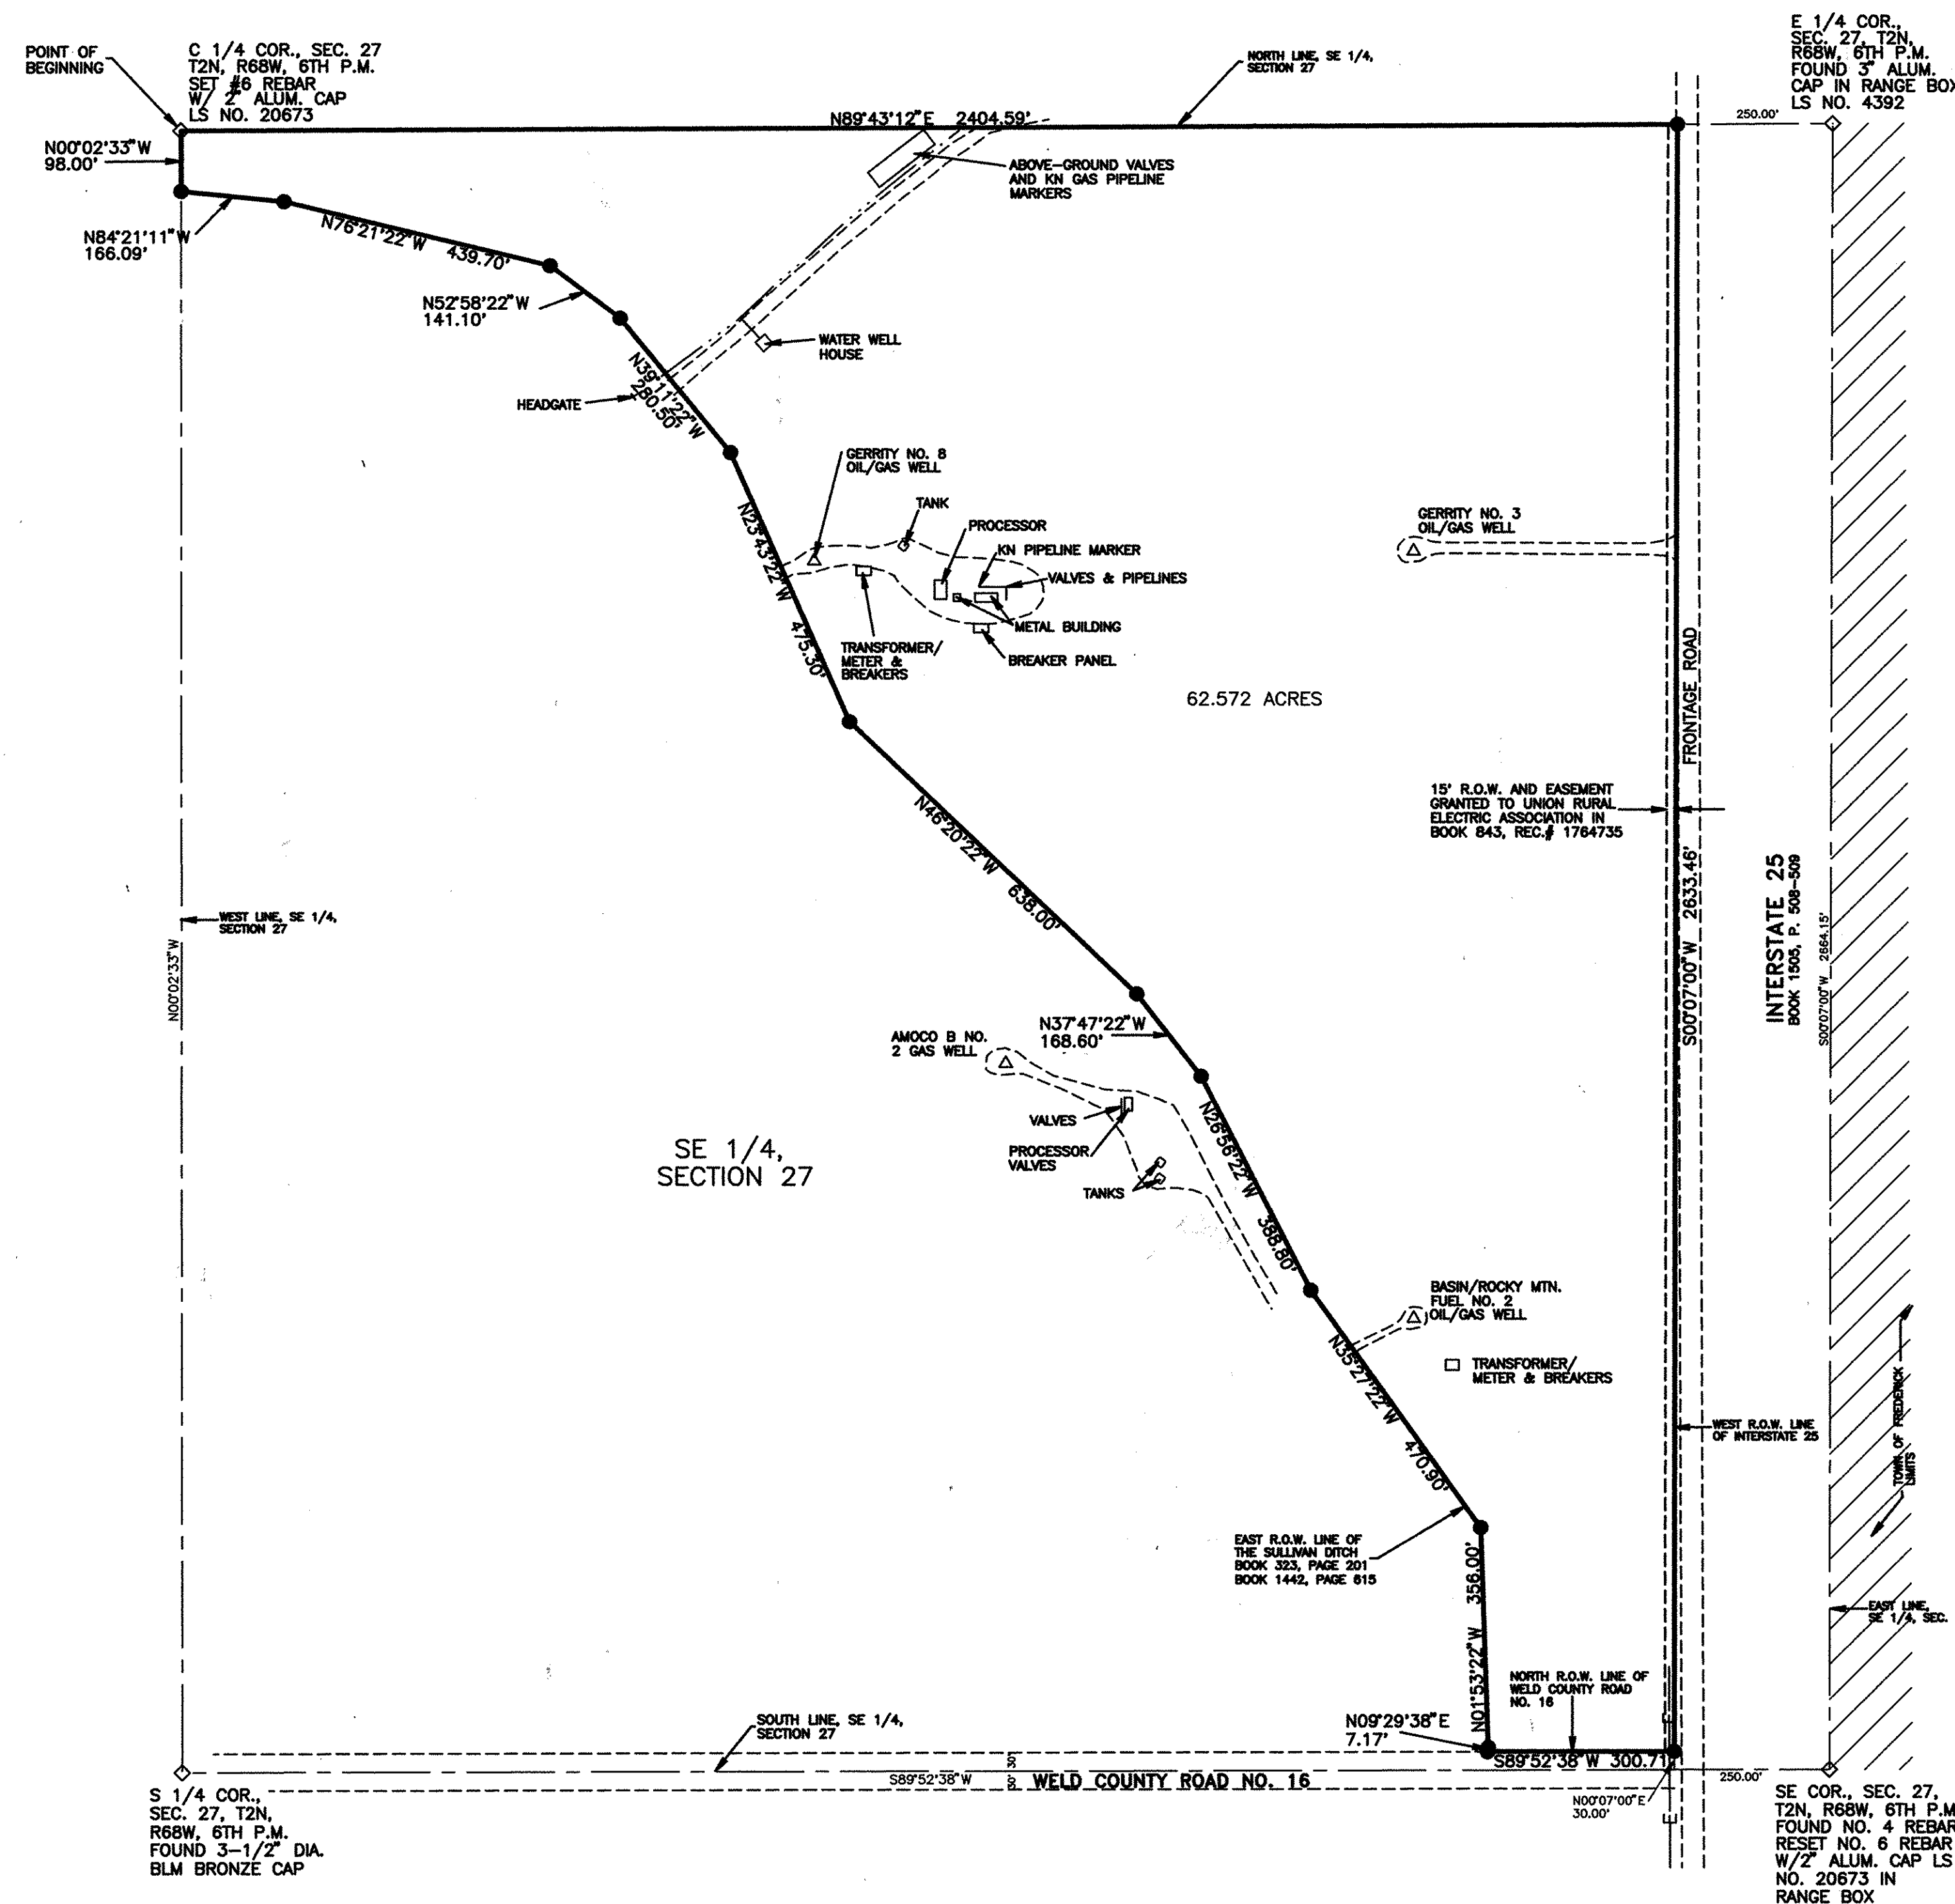 POINT OF
BEGINNING
C 1/4 COR., SEC. 27
T2N, R68W, 6TH P.M.
SET #6 REBAR
W/ 2" ALUM. CAP
LS NO. 20673
NORTH LINE, SE 1/4,
SECTION 27
E 1/4 COR.,
SEC. 27, T2N,
R68W, 6TH P.M.
FOUND 3" ALUM.
CAP IN RANGE BOX
LS NO. 4392
N89°43'12"E 2404.59'
250.00'
N00°02'33"W
98.00'
N84°21'11"W
166.09'
N76°21'22"W 439.70'
ABOVE-GROUND VALVES
AND KN GAS PIPELINE
MARKERS
N52°58'22"W
141.10'
WATER WELL
HOUSE
N39°11'22"W
280.50'
HEADGATE
GERRITY NO. 8
OIL/GAS WELL
TANK
PROCESSOR
KN PIPELINE MARKER
VALVES & PIPELINES
METAL BUILDING
BREAKER PANEL
TRANSFORMER/
METER &
BREAKERS
N23°43'22"W 475.30'
GERRITY NO. 3
OIL/GAS WELL
62.572 ACRES
FRONTAGE ROAD
15' R.O.W. AND EASEMENT
GRANTED TO UNION RURAL
ELECTRIC ASSOCIATION IN
BOOK 843, REC.# 1764735
N46°20'22"W 638.00'
S00°07'00"W 2633.46'
INTERSTATE 25
BOOK 1505, P. 508-509
S00°07'00"W 2664.15'
WEST LINE, SE 1/4,
SECTION 27
N00°02'33"W
N37°47'22"W
168.60'
AMOCO B NO.
2 GAS WELL
VALVES
PROCESSOR
VALVES
TANKS
N26°56'22"W 388.80'
SE 1/4,
SECTION 27
BASIN/ROCKY MTN.
FUEL NO. 2
OIL/GAS WELL
TRANSFORMER/
METER & BREAKERS
N35°27'22"W 470.90'
WEST R.O.W. LINE
OF INTERSTATE 25
TOWN OF FREDERICK
LIMITS
EAST R.O.W. LINE OF
THE SULLIVAN DITCH
BOOK 323, PAGE 201
BOOK 1442, PAGE 615
N01°53'22"W 356.00'
EAST LINE,
SE 1/4, SEC.
NORTH R.O.W. LINE OF
WELD COUNTY ROAD
NO. 16
N09°29'38"E
7.17'
SOUTH LINE, SE 1/4,
SECTION 27
S89°52'38"W 300.71'
S89°52'38"W
30' 30'
WELD COUNTY ROAD NO. 16
250.00'
N00°07'00"E
30.00'
S 1/4 COR.,
SEC. 27, T2N,
R68W, 6TH P.M.
FOUND 3-1/2" DIA.
BLM BRONZE CAP
SE COR., SEC. 27,
T2N, R68W, 6TH P.M
FOUND NO. 4 REBAR
RESET NO. 6 REBAR
W/2" ALUM. CAP LS
NO. 20673 IN
RANGE BOX